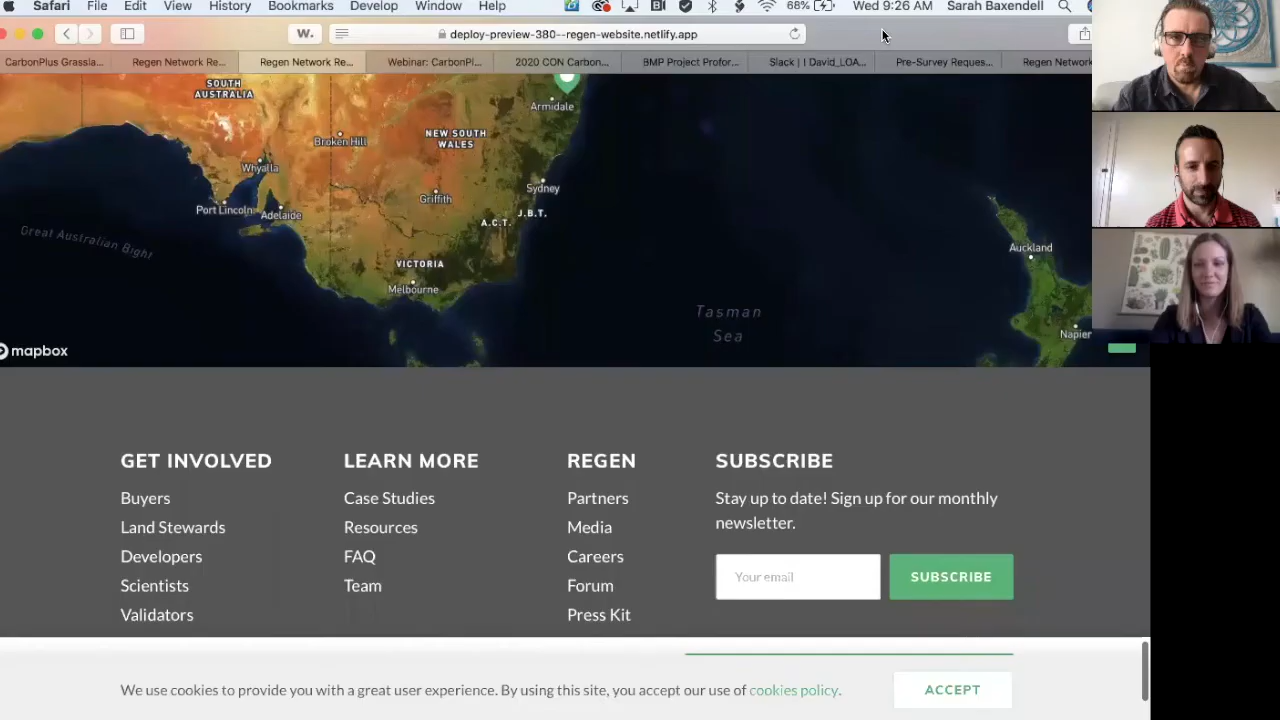 Safari File Edit View History Bookmarks Develop Window Help 68% Wed 9:26 AM Sarah Baxendell
W. deploy-preview-380--regen-website.netlify.app
CarbonPlus Grassla... Regen Network Re... Regen Network Re... Webinar: CarbonPl... 2020 CON Carbon... BMP Project Profor... Slack | I David_LOA... Pre-Survey Reques... Regen Network
SOUTH
AUSTRALIA
Armidale
Broken Hill
NEW SOUTH
WALES
Whyalla
Griffith
Sydney
Port Lincoln
Adelaide
J.B.T.
A.C.T.
Great Australian Bight
Auckland
VICTORIA
Melbourne
Tasman
Sea
Napier
mapbox
GET INVOLVED
Buyers
Land Stewards
Developers
Scientists
Validators
LEARN MORE
Case Studies
Resources
FAQ
Team
REGEN
Partners
Media
Careers
Forum
Press Kit
SUBSCRIBE
Stay up to date! Sign up for our monthly
newsletter.
Your email
SUBSCRIBE
We use cookies to provide you with a great user experience. By using this site, you accept our use of cookies policy.
ACCEPT